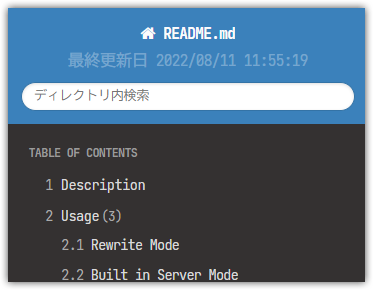 README.md
最終更新日 2022/08/11 11:55:19
ディレクトリ内検索
TABLE OF CONTENTS
1 Description
2 Usage(3)
2.1 Rewrite Mode
2.2 Built in Server Mode